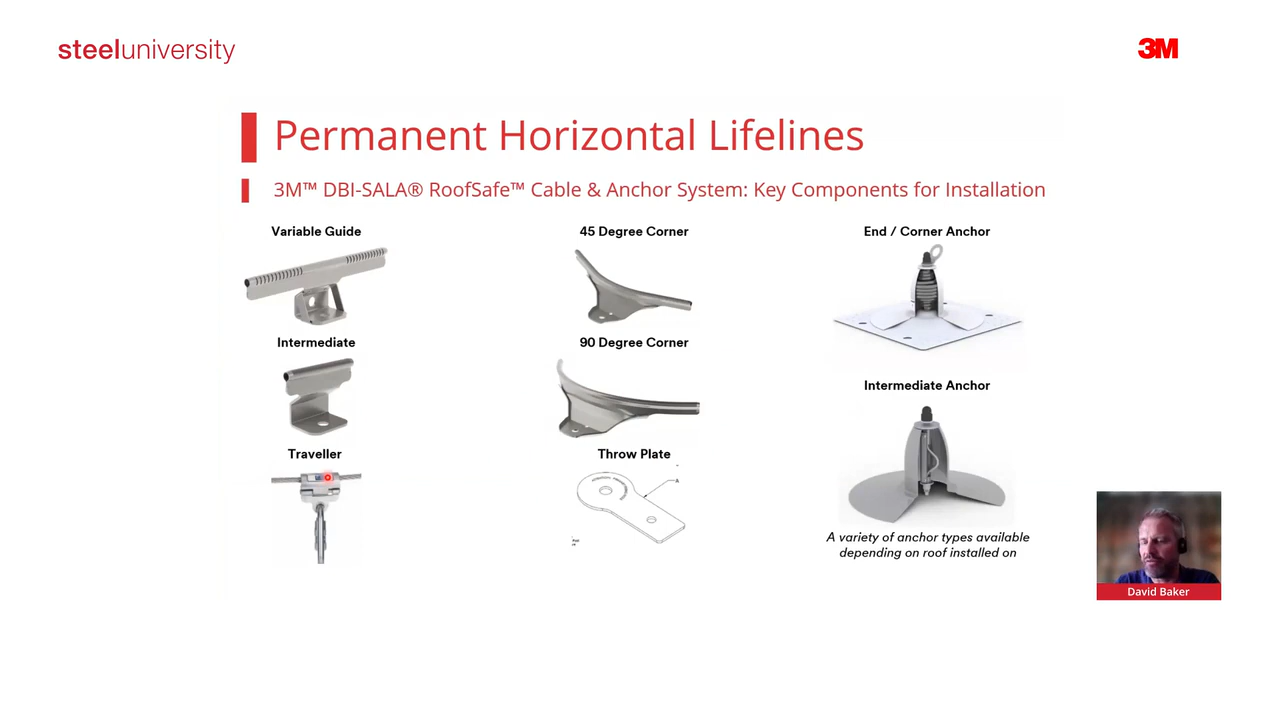 steeluniversity
3M
Permanent Horizontal Lifelines
3M™ DBI-SALA® RoofSafe™ Cable & Anchor System: Key Components for Installation
Variable Guide
45 Degree Corner
End / Corner Anchor
Intermediate
90 Degree Corner
Intermediate Anchor
Traveller
Throw Plate
A
A variety of anchor types available
depending on roof installed on
David Baker